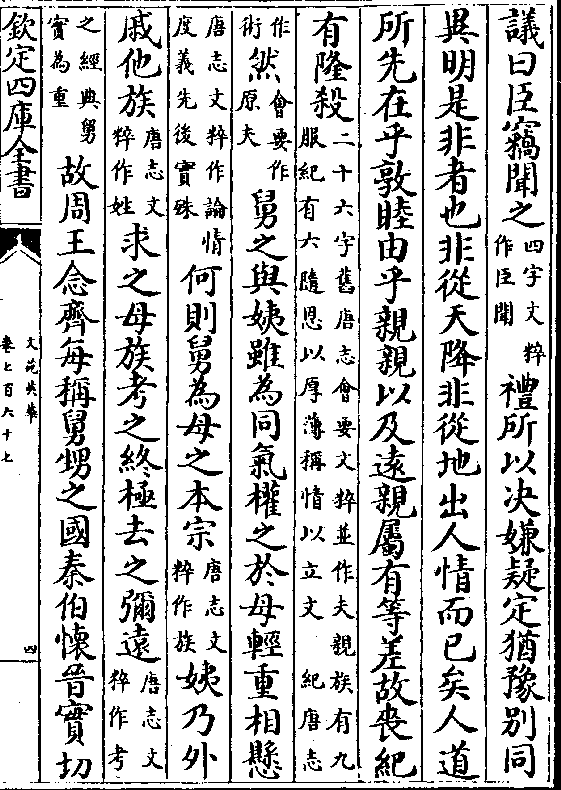 議曰臣竊聞之四字文粹作臣聞禮所以决嫌疑定猶豫别同
異明是非者也非從天降非從地出人情而已矣人道
所先在乎敦睦由乎親親以及遠親屬有等差故喪紀
有隆殺二十六字舊唐志會要文粹並作夫親族有九服紀有六隨恩以厚薄稱情以立文 紀唐志
作術會要作原夫然舅之與姨雖為同氣權之於母輕重相懸
唐志文粹作論情度義先後實殊何則舅為母之本宗唐志文粹作族姨乃外
戚他族唐志文粹作姓求之母族考之終極去之彌遠唐志文粹作考
之經典舅實為重故周王念齊每稱舅甥之國秦伯懷晉實切
欽定四庫全書
文苑英華
卷七百六十七
四